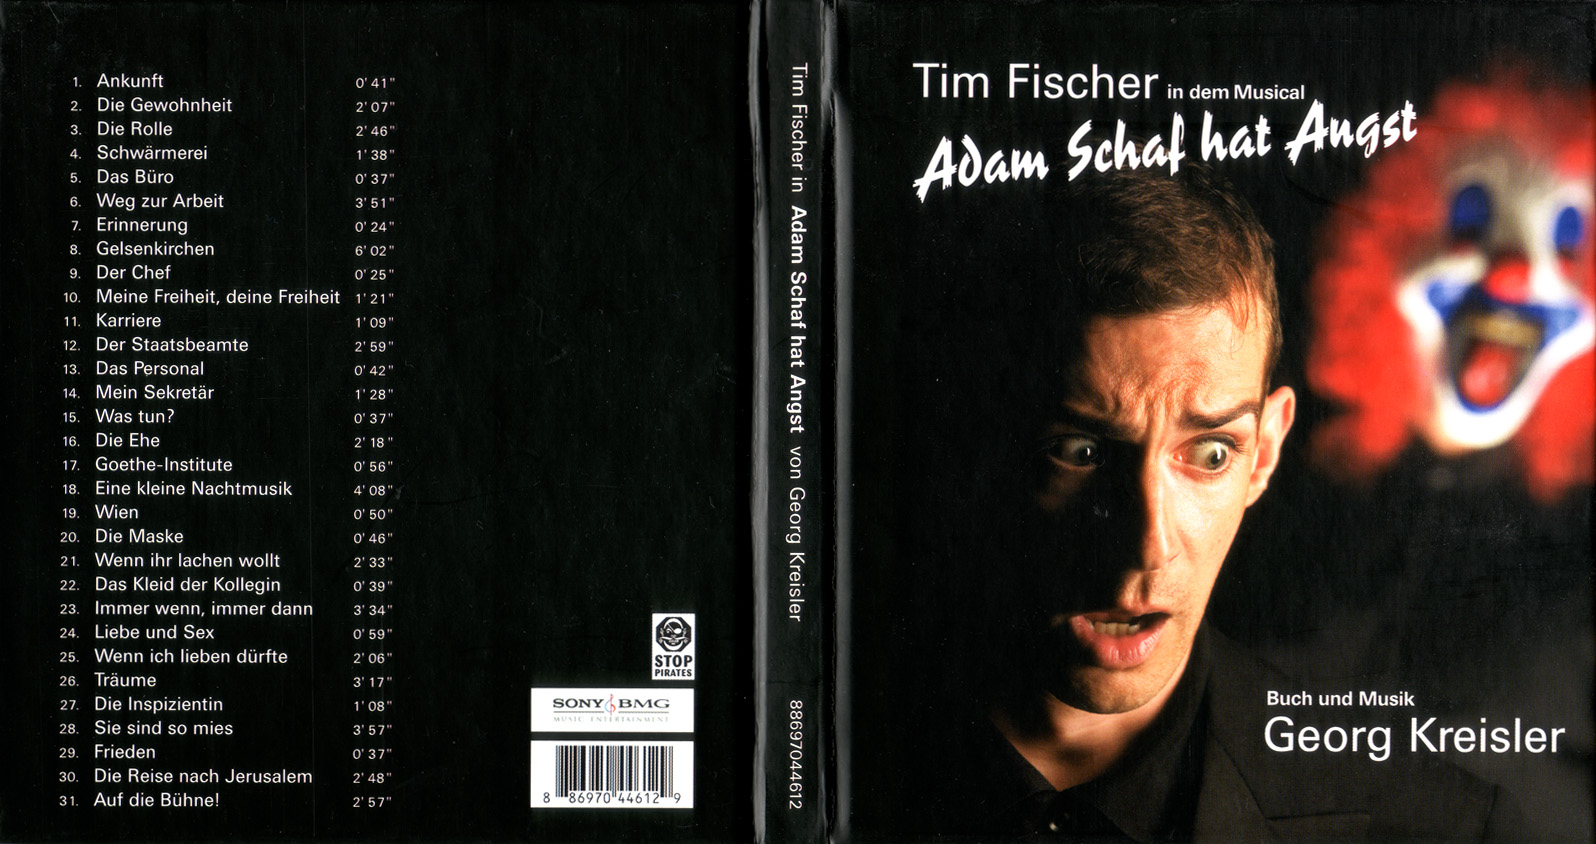 1. Ankunft 0'41"
2. Die Gewohnheit 2'07"
3. Die Rolle 2'46"
4. Schwärmerei 1'38"
5. Das Büro 0'37"
6. Weg zur Arbeit 3'51"
7. Erinnerung 0'24"
8. Gelsenkirchen 6'02"
9. Der Chef 0'25"
10. Meine Freiheit, deine Freiheit 1'21"
11. Karriere 1'09"
12. Der Staatsbeamte 2'59"
13. Das Personal 0'42"
14. Mein Sekretär 1'28"
15. Was tun? 0'37"
16. Die Ehe 2'18"
17. Goethe-Institute 0'56"
18. Eine kleine Nachtmusik 4'08"
19. Wien 0'50"
20. Die Maske 0'46"
21. Wenn ihr lachen wollt 2'33"
22. Das Kleid der Kollegin 0'39"
23. Immer wenn, immer dann 3'34"
24. Liebe und Sex 0'59"
25. Wenn ich lieben dürfte 2'06"
26. Träume 3'17"
27. Die Inspizientin 1'08"
28. Sie sind so mies 3'57"
29. Frieden 0'37"
30. Die Reise nach Jerusalem 2'48"
31. Auf die Bühne! 2'57"
STOP
PIRATES
SONY BMG
MUSIC ENTERTAINMENT
8 86970 44612 9
Tim Fischer in Adam Schaf hat Angst von Georg Kreisler 88697044612
Tim Fischer in dem Musical
Adam Schaf hat Angst
Buch und Musik
Georg Kreisler